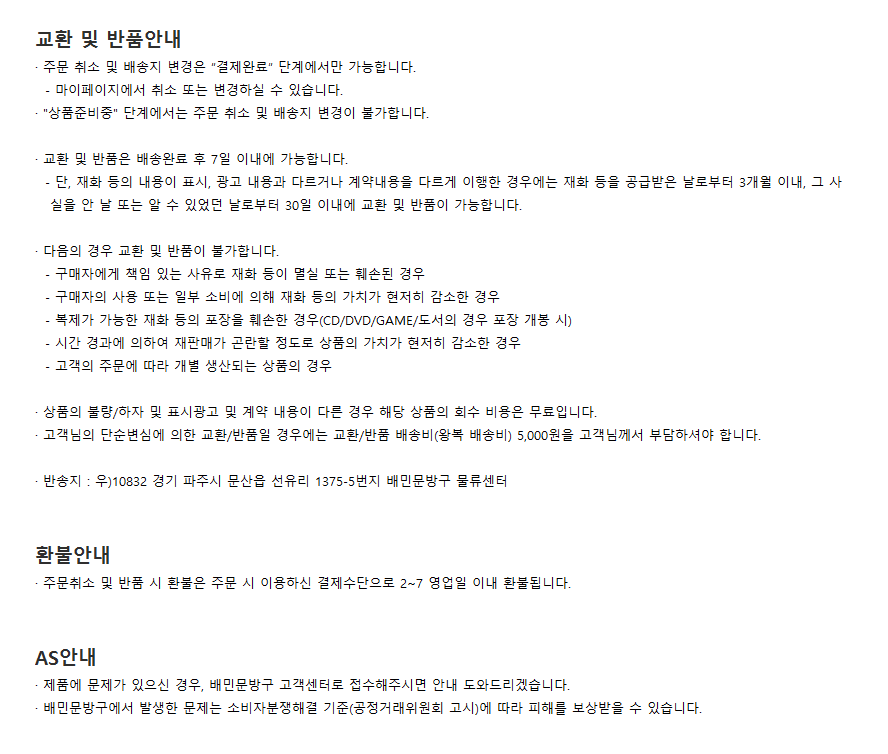 교환 및 반품안내
· 주문 취소 및 배송지 변경은 “결제완료” 단계에서만 가능합니다.
- 마이페이지에서 취소 또는 변경하실 수 있습니다.
· "상품준비중" 단계에서는 주문 취소 및 배송지 변경이 불가합니다.
· 교환 및 반품은 배송완료 후 7일 이내에 가능합니다.
- 단, 재화 등의 내용이 표시, 광고 내용과 다르거나 계약내용을 다르게 이행한 경우에는 재화 등을 공급받은 날로부터 3개월 이내, 그 사
실을 안 날 또는 알 수 있었던 날로부터 30일 이내에 교환 및 반품이 가능합니다.
· 다음의 경우 교환 및 반품이 불가합니다.
- 구매자에게 책임 있는 사유로 재화 등이 멸실 또는 훼손된 경우
- 구매자의 사용 또는 일부 소비에 의해 재화 등의 가치가 현저히 감소한 경우
- 복제가 가능한 재화 등의 포장을 훼손한 경우(CD/DVD/GAME/도서의 경우 포장 개봉 시)
- 시간 경과에 의하여 재판매가 곤란할 정도로 상품의 가치가 현저히 감소한 경우
- 고객의 주문에 따라 개별 생산되는 상품의 경우
· 상품의 불량/하자 및 표시광고 및 계약 내용이 다른 경우 해당 상품의 회수 비용은 무료입니다.
· 고객님의 단순변심에 의한 교환/반품일 경우에는 교환/반품 배송비(왕복 배송비) 5,000원을 고객님께서 부담하셔야 합니다.
· 반송지 : 우)10832 경기 파주시 문산읍 선유리 1375-5번지 배민문방구 물류센터
환불안내
· 주문취소 및 반품 시 환불은 주문 시 이용하신 결제수단으로 2~7 영업일 이내 환불됩니다.
AS안내
· 제품에 문제가 있으신 경우, 배민문방구 고객센터로 접수해주시면 안내 도와드리겠습니다.
· 배민문방구에서 발생한 문제는 소비자분쟁해결 기준(공정거래위원회 고시)에 따라 피해를 보상받을 수 있습니다.